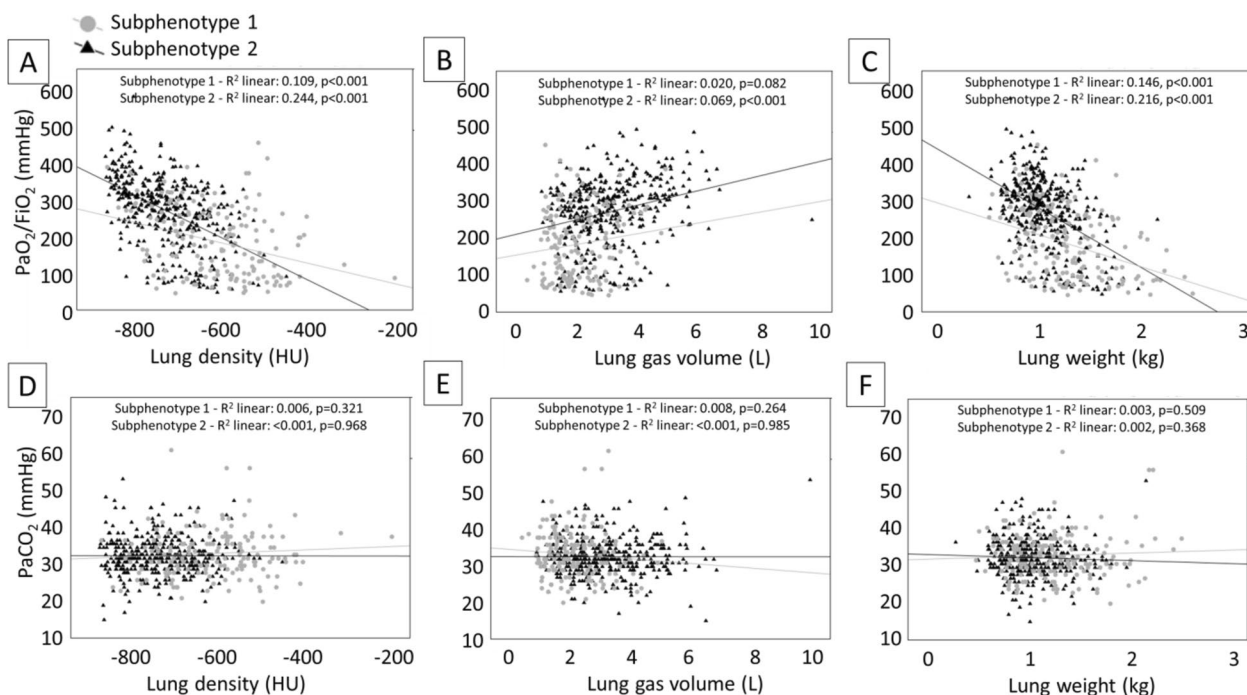 Subphenotype 1
Subphenotype 2
A
Subphenotype 1 - R² linear: 0.109, p<0.001
Subphenotype 2 - R² linear: 0.244, p<0.001
PaO₂/FiO₂ (mmHg)
600
500
400
300
200
100
0
-800
-600
-400
-200
Lung density (HU)
B
Subphenotype 1 - R² linear: 0.020, p=0.082
Subphenotype 2 - R² linear: 0.069, p<0.001
600
500
400
300
200
100
0
0
2
4
6
8
10
Lung gas volume (L)
C
Subphenotype 1 - R² linear: 0.146, p<0.001
Subphenotype 2 - R² linear: 0.216, p<0.001
600
500
400
300
200
100
0
0
1
2
3
Lung weight (kg)
D
Subphenotype 1 - R² linear: 0.006, p=0.321
Subphenotype 2 - R² linear: <0.001, p=0.968
PaCO₂ (mmHg)
70
60
50
40
30
20
10
-800
-600
-400
-200
Lung density (HU)
E
Subphenotype 1 - R² linear: 0.008, p=0.264
Subphenotype 2 - R² linear: <0.001, p=0.985
70
60
50
40
30
20
10
0
2
4
6
8
10
Lung gas volume (L)
F
Subphenotype 1 - R² linear: 0.003, p=0.509
Subphenotype 2 - R² linear: 0.002, p=0.368
70
60
50
40
30
20
10
0
1
2
3
Lung weight (kg)